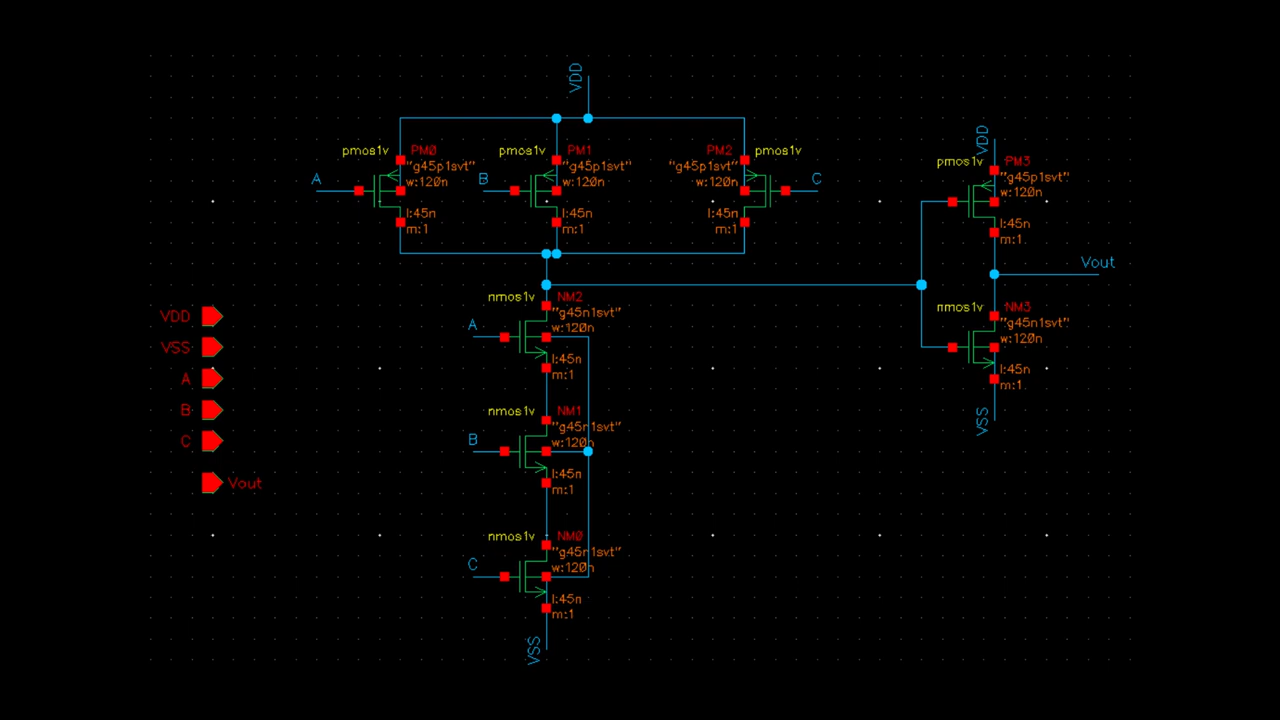 VDD
pmos1v PM0
"g45p1svt"
w:120n
l:45n
m:1
A
pmos1v PM1
"g45p1svt"
w:120n
l:45n
m:1
B
PM2 pmos1v
"g45p1svt"
w:120n
l:45n
m:1
C
VDD
pmos1v PM3
"g45p1svt"
w:120n
l:45n
m:1
Vout
nmos1v NM3
"g45n1svt"
w:120n
l:45n
m:1
VSS
nmos1v NM2
"g45n1svt"
w:120n
l:45n
m:1
A
nmos1v NM1
"g45n1svt"
w:120n
l:45n
m:1
B
nmos1v NM0
"g45n1svt"
w:120n
l:45n
m:1
C
VSS
VDD
VSS
A
B
C
Vout